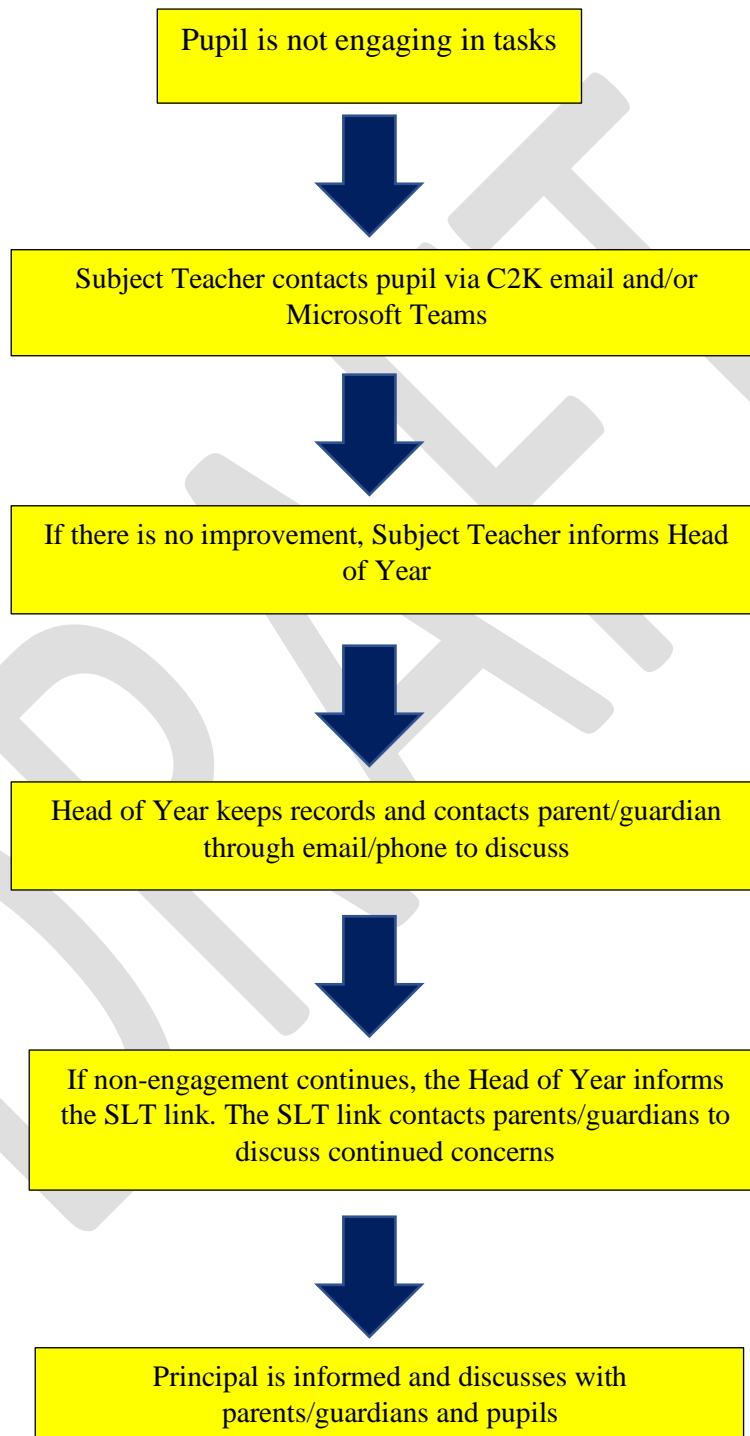 Pupil is not engaging in tasks
Subject Teacher contacts pupil via C2K email and/or
Microsoft Teams
If there is no improvement, Subject Teacher informs Head
of Year
Head of Year keeps records and contacts parent/guardian
through email/phone to discuss
If non-engagement continues, the Head of Year informs
the SLT link. The SLT link contacts parents/guardians to
discuss continued concerns
Principal is informed and discusses with
parents/guardians and pupils
DRAFT